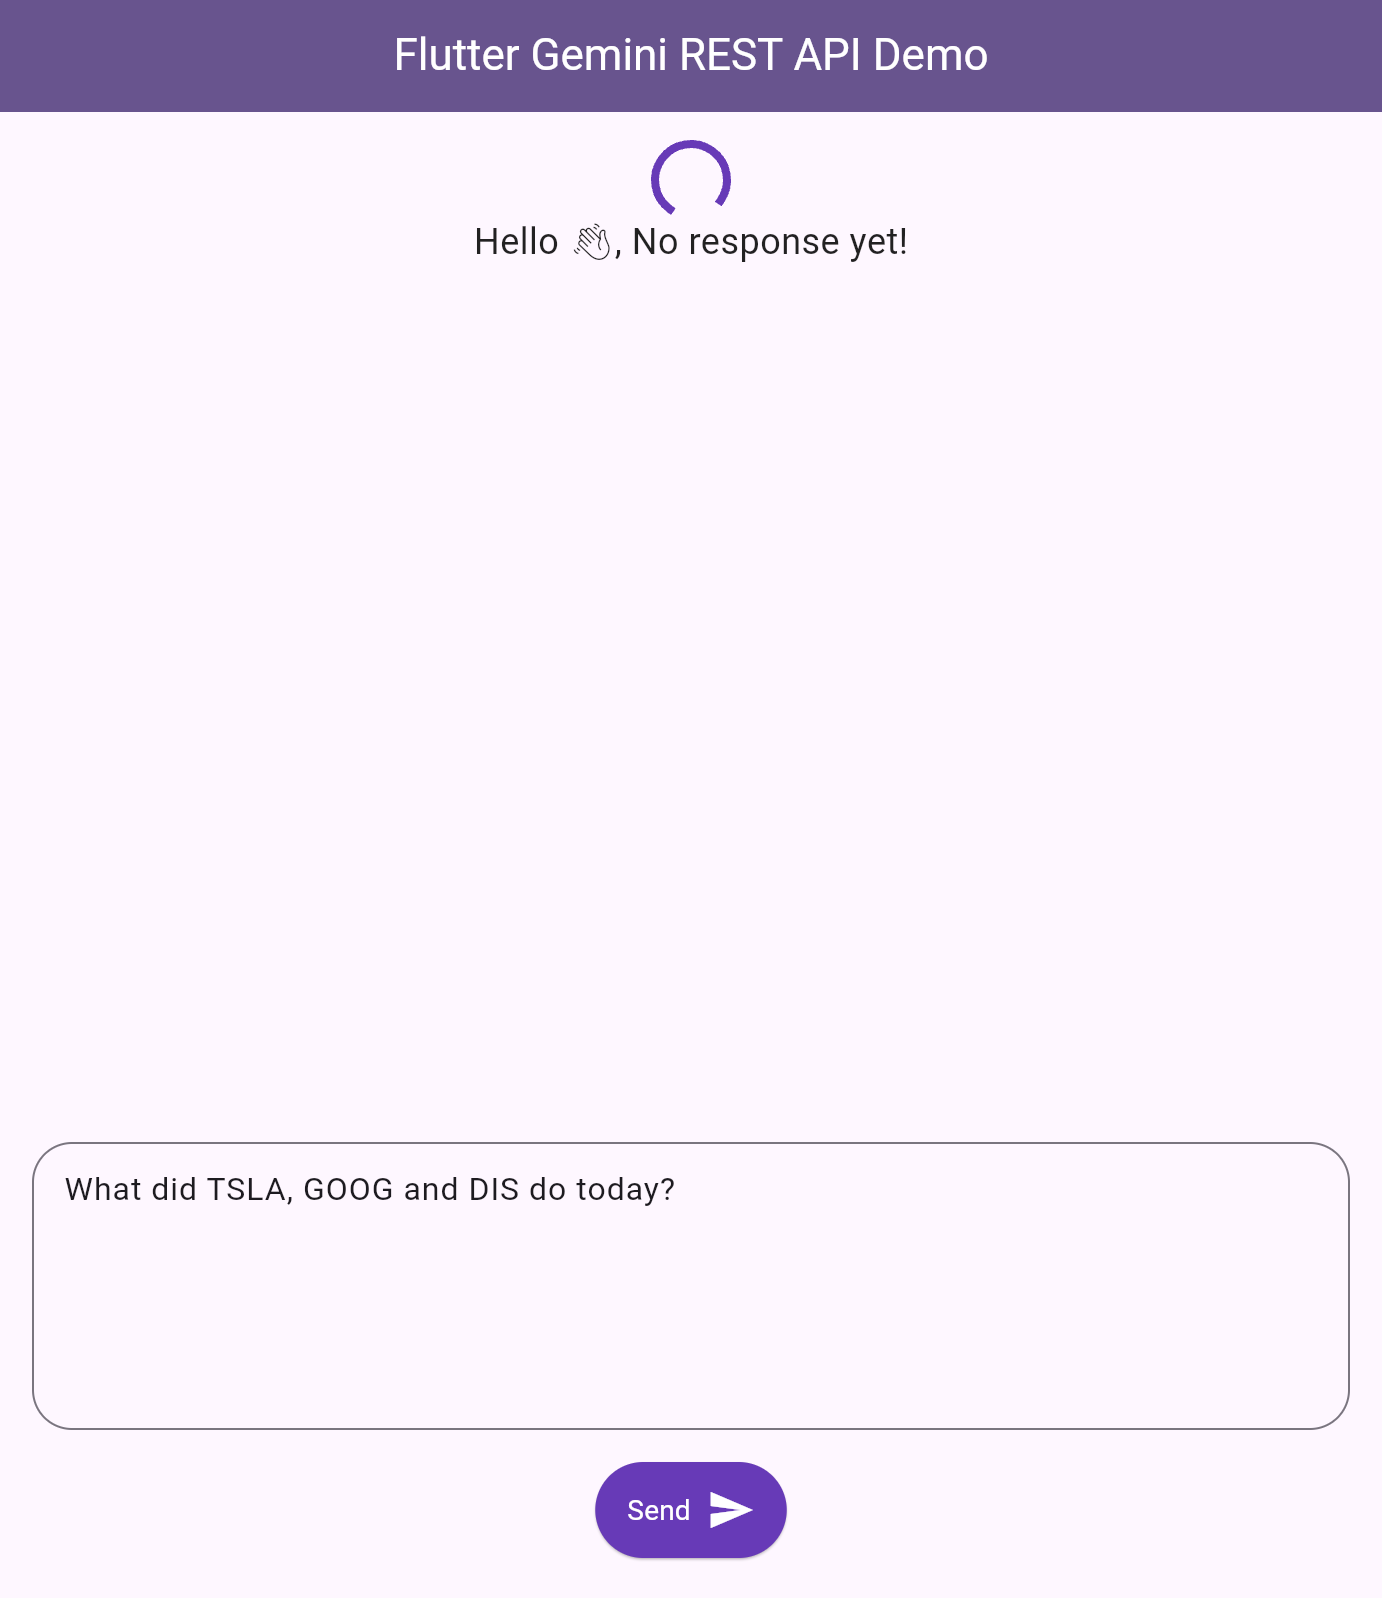 Flutter Gemini REST API Demo
Hello 👋, No response yet!
What did TSLA, GOOG and DIS do today?
Send